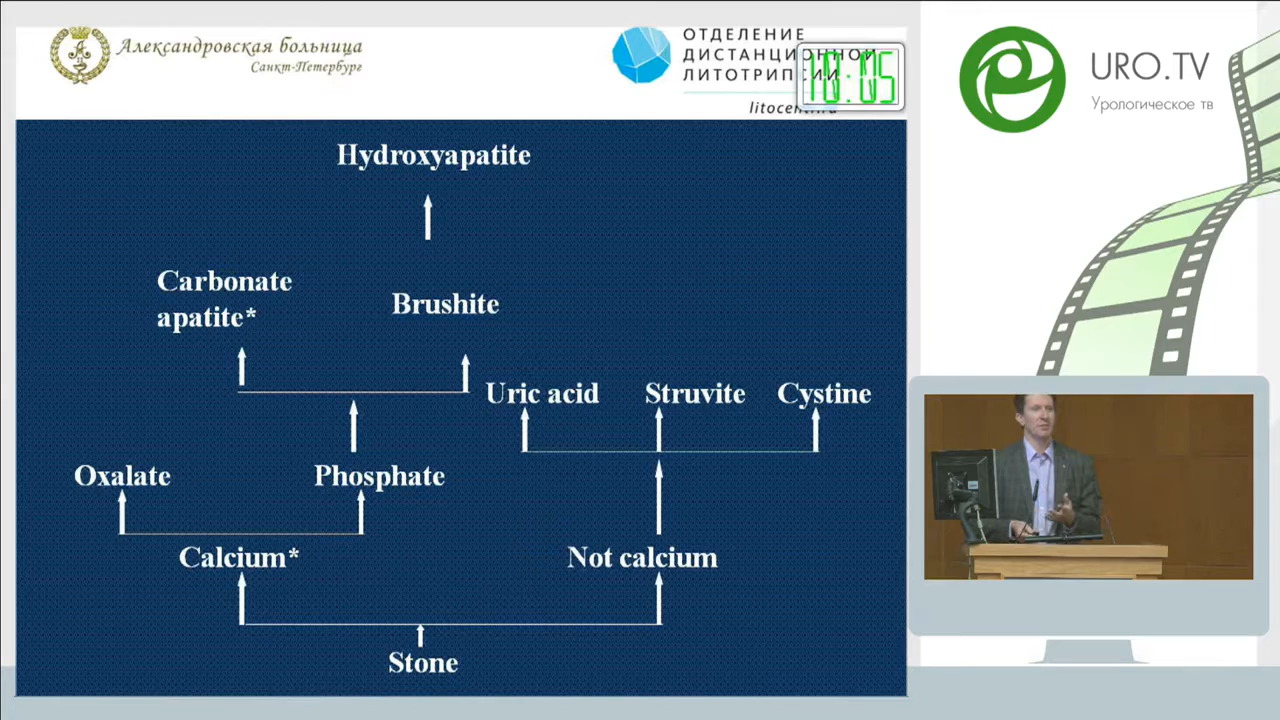 Александровская больница
Санкт-Петербург
ОТДЕЛЕНИЕ
ДИСТАНЦИОННОЙ
ЛИТОТРИПСИИ
10:05
URO.TV
Урологическое тв
Hydroxyapatite
Carbonate
apatite*
Brushite
Uric acid
Struvite
Cystine
Oxalate
Phosphate
Calcium*
Not calcium
Stone